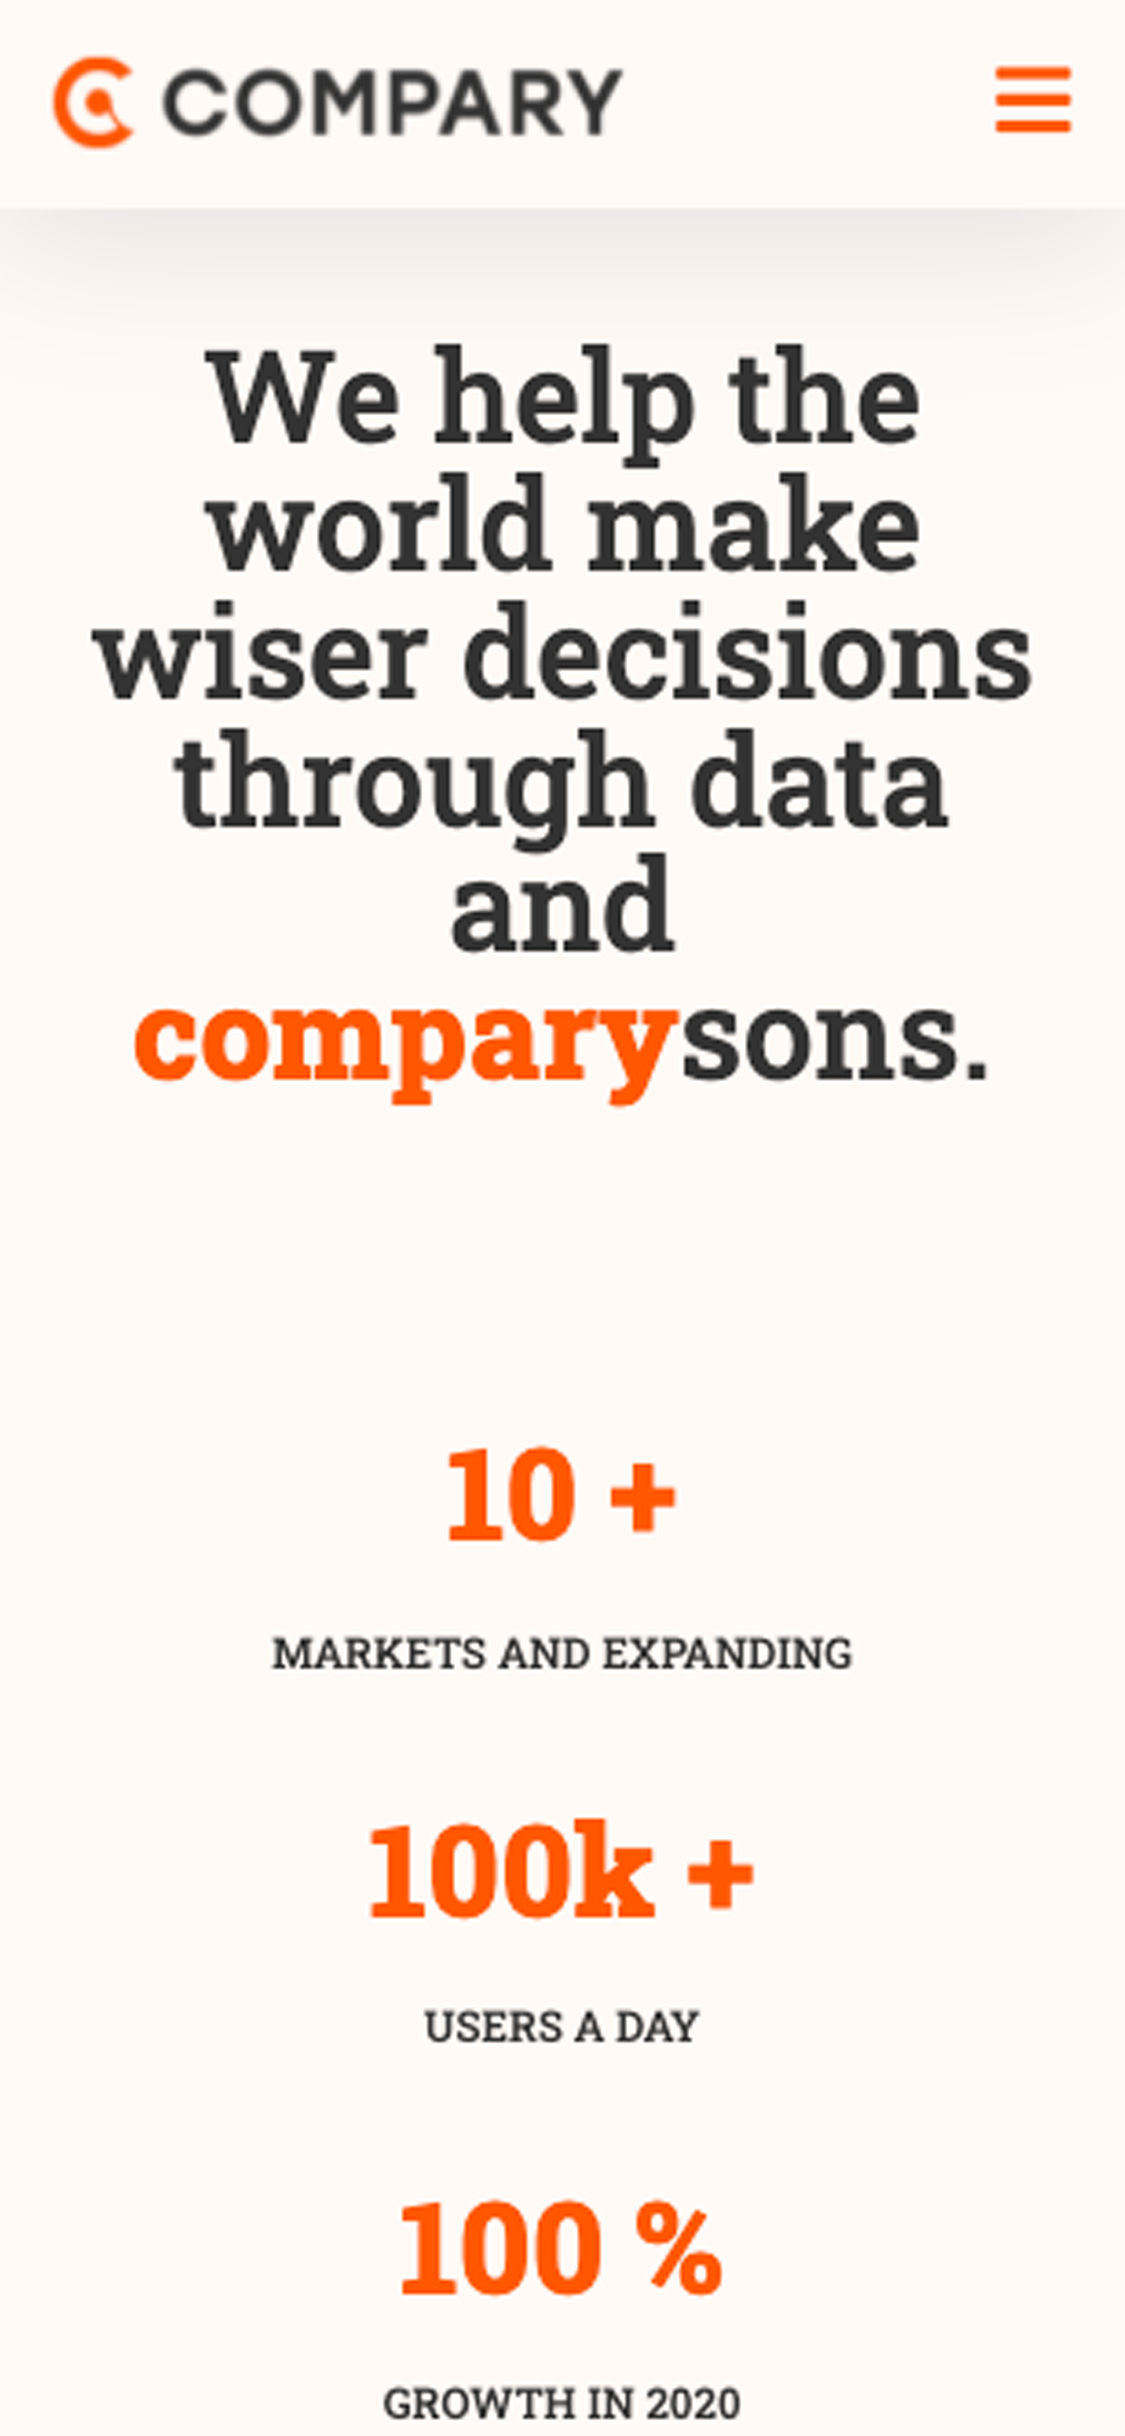 COMPARY
We help the
world make
wiser decisions
through data
and
comparysons.
10 +
MARKETS AND EXPANDING
100k +
USERS A DAY
100 %
GROWTH IN 2020